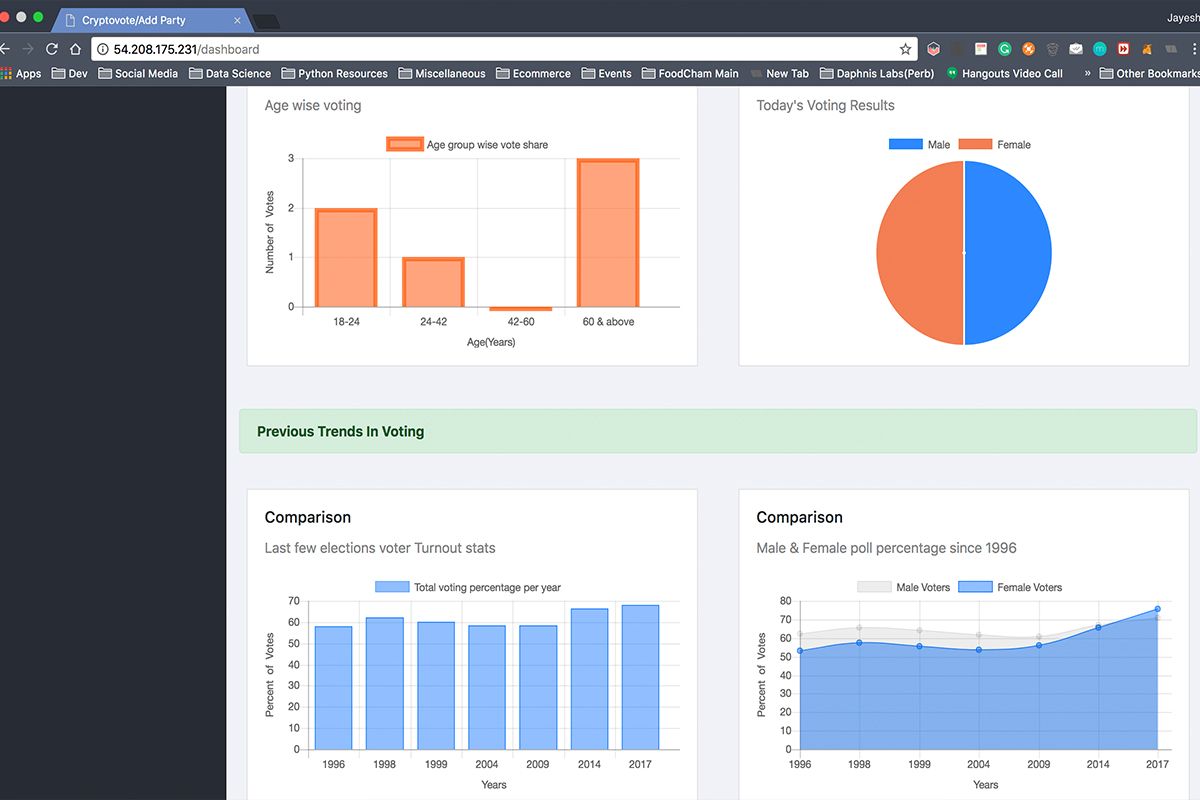 Cryptovote/Add Party
Jayesh
54.208.175.231/dashboard
Apps Dev Social Media Data Science Python Resources Miscellaneous Ecommerce Events FoodCham Main New Tab Daphnis Labs(Perb) Hangouts Video Call » Other Bookmarks
Age wise voting
Age group wise vote share
3
2
1
0
Number of Votes
18-24 24-42 42-60 60 & above
Age(Years)
Today's Voting Results
Male Female
Previous Trends In Voting
Comparison
Last few elections voter Turnout stats
Total voting percentage per year
70
60
50
40
30
20
10
0
Percent of Votes
1996 1998 1999 2004 2009 2014 2017
Years
Comparison
Male & Female poll percentage since 1996
Male Voters Female Voters
80
70
60
50
40
30
20
10
0
Percent of Votes
1996 1998 1999 2004 2009 2014 2017
Years